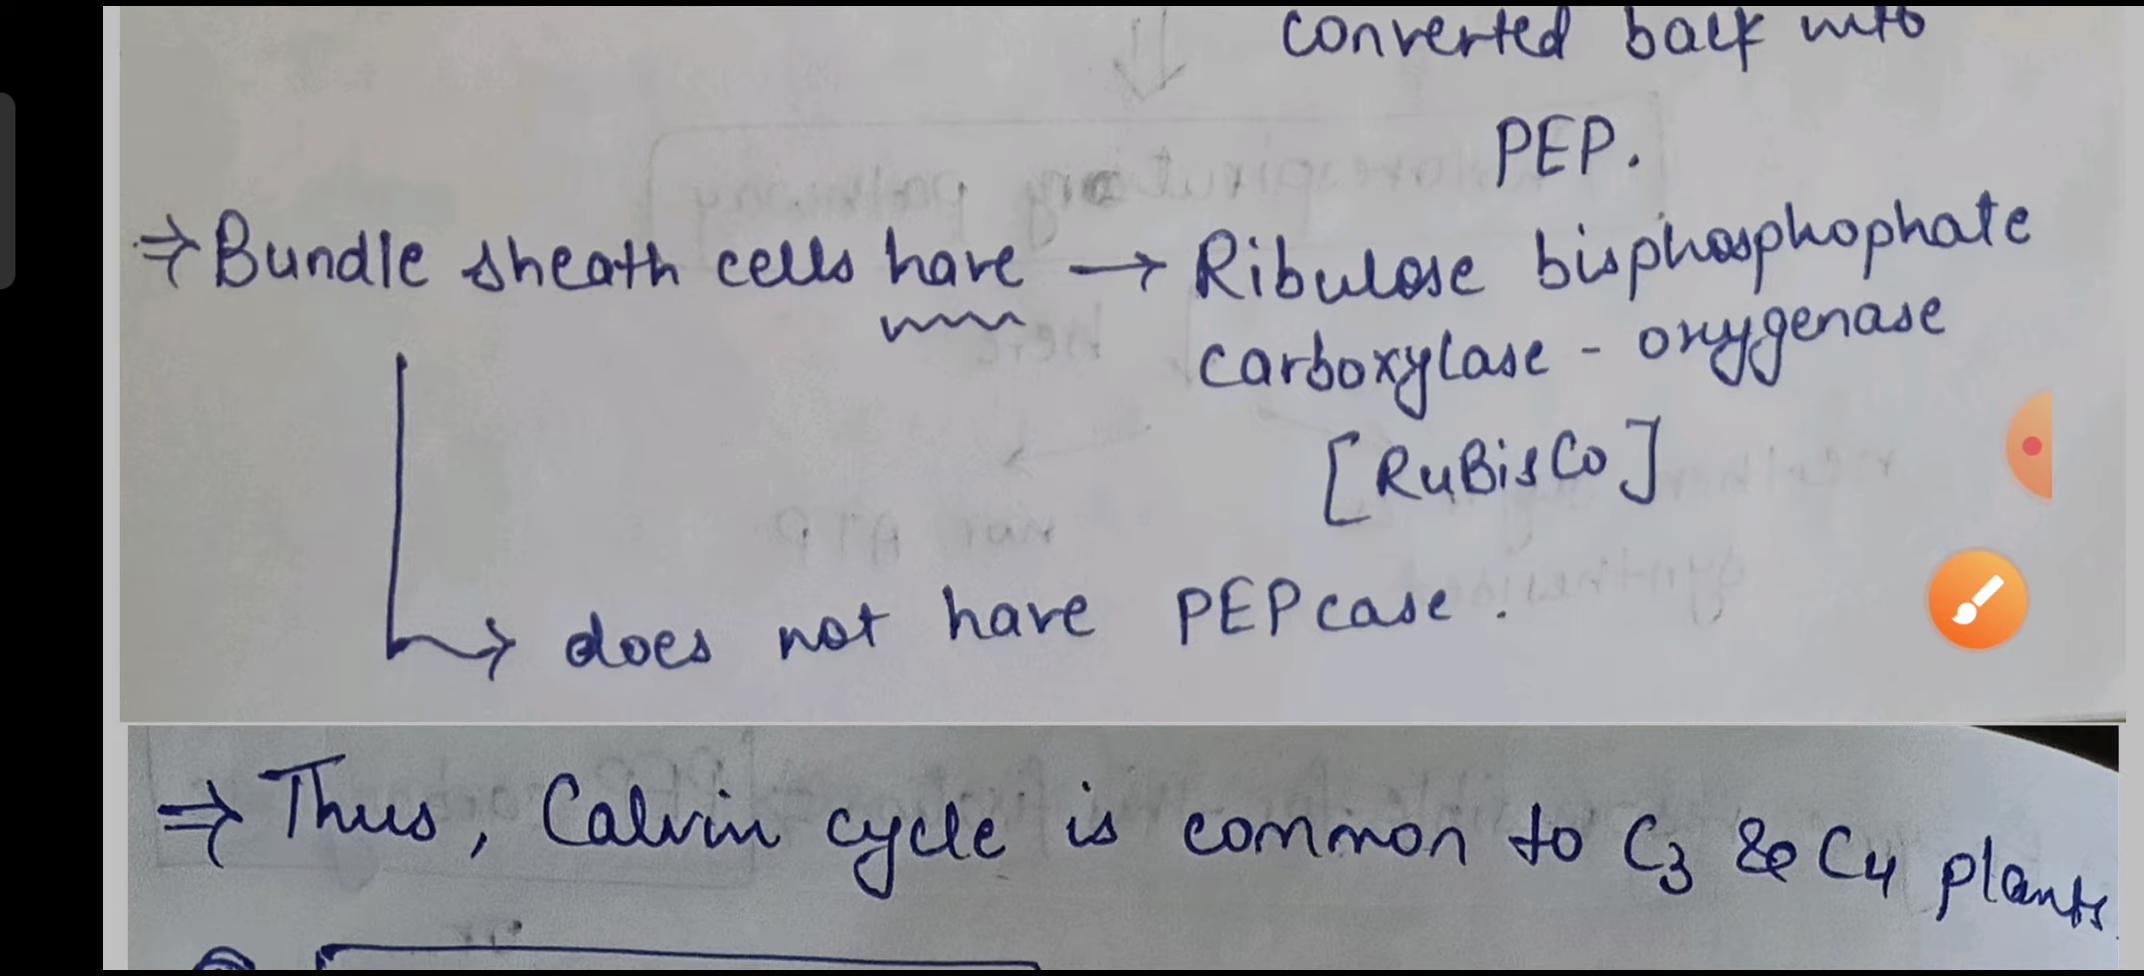 converted back into
PEP.
⇒ Bundle sheath cells have → Ribulose bisphosphophate
carboxylase - oxygenase
[RuBisCo]
↳ does not have PEPcase.
⇒ Thus, Calvin cycle is common to C3 & C4 plants.